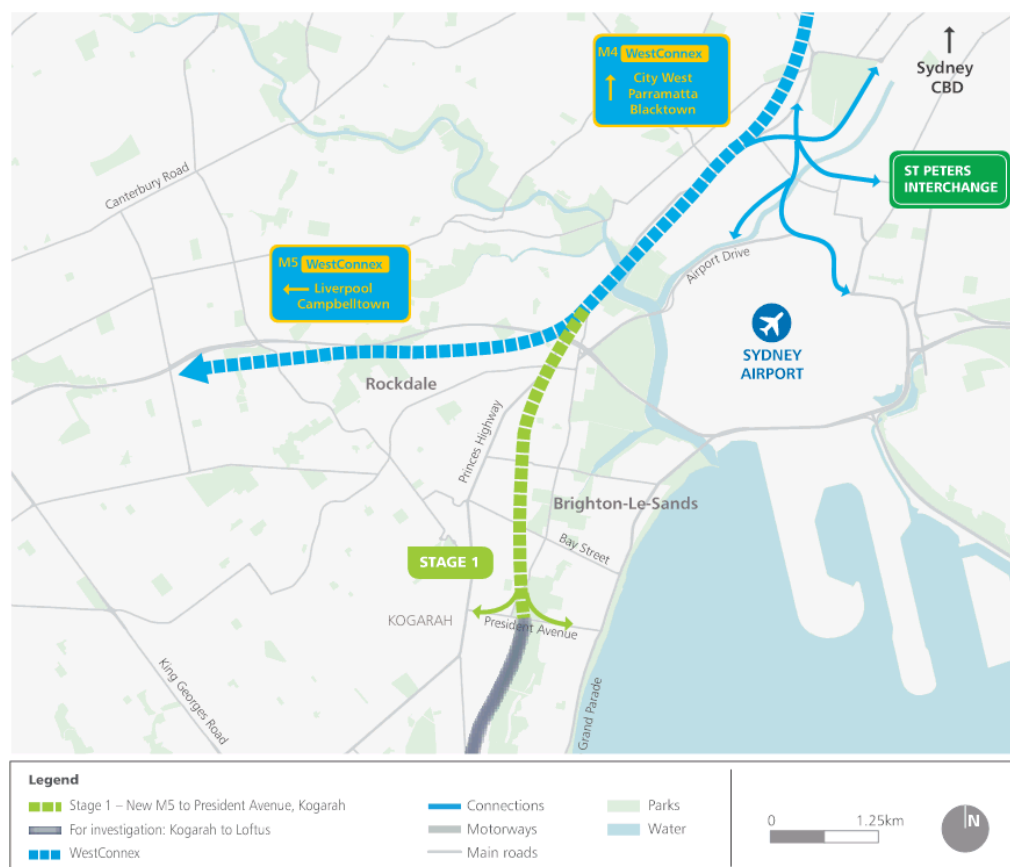 M4 WestConnex
City West
Parramatta
Blacktown
Sydney
CBD
Canterbury Road
ST PETERS
INTERCHANGE
M5 WestConnex
Liverpool
Campbelltown
Airport Drive
SYDNEY
AIRPORT
Rockdale
Princes Highway
Brighton-Le-Sands
Bay Street
STAGE 1
KOGARAH
President Avenue
King Georges Road
Grand Parade
Legend
Stage 1 – New M5 to President Avenue, Kogarah
For investigation: Kogarah to Loftus
WestConnex
Connections
Motorways
Main roads
Parks
Water
0 1.25km
N